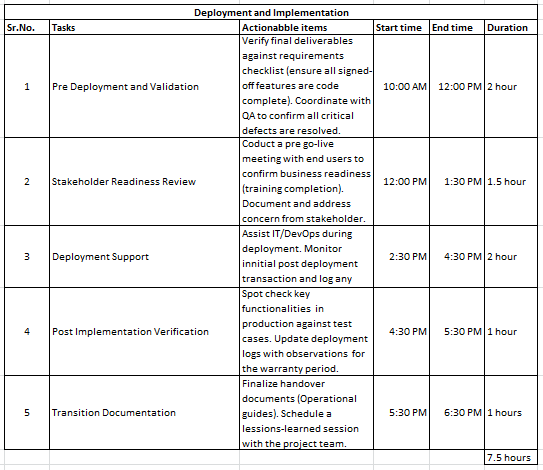 Deployment and Implementation
Sr.No. Tasks Actionabble items Start time End time Duration
Verify final deliverables
against requirements
checklist (ensure all signed-
off features are code
1 Pre Deployment and Validation complete). Coordinate with 10:00 AM 12:00 PM 2 hour
QA to confirm all critical
defects are resolved.
Coduct a pre go-live
meeting with end users to
confirm business readiness
2 Stakeholder Readiness Review (training completion). 12:00 PM 1:30 PM 1.5 hour
Document and address
concern from stakeholder.
Assist IT/DevOps during
deployment. Monitor
3 Deployment Support innitial post deployment 2:30 PM 4:30 PM 2 hour
transaction and log any
Spot check key
functionalities in
4 Post Implementation Verification production against test 4:30 PM 5:30 PM 1 hour
cases. Update deployment
logs with observations for
the warranty period.
Finalize handover
documents (Operational
5 Transition Documentation guides). Schedule a 5:30 PM 6:30 PM 1 hours
lessions-learned session
with the project team.
7.5 hours